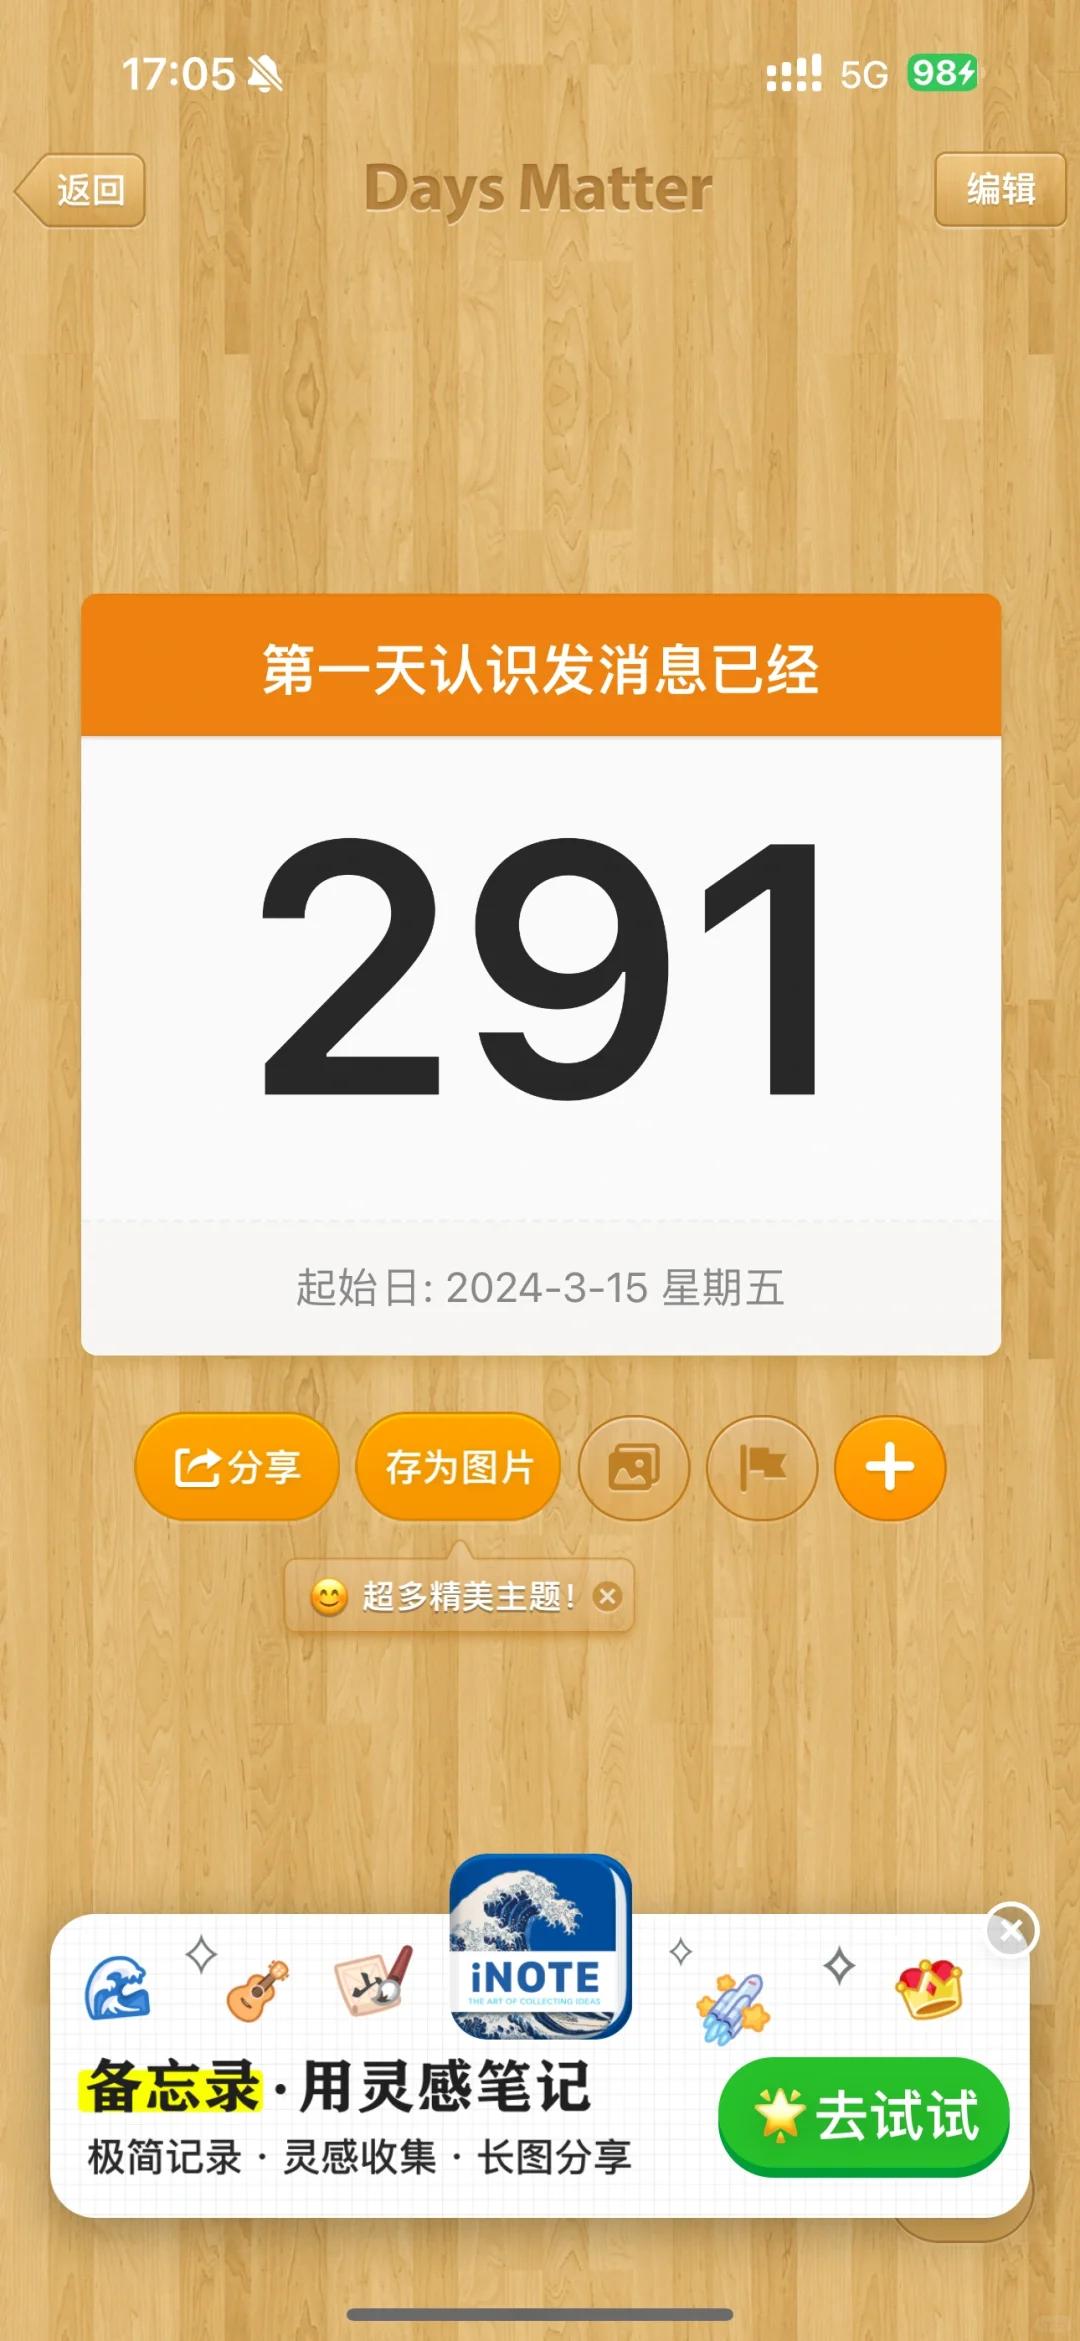 17:05 5G 98
返回 Days Matter 编辑
第一天认识发消息已经
291
起始日: 2024-3-15 星期五
分享 存为图片
😊 超多精美主题!
iNOTE
THE ART OF COLLECTING IDEAS
备忘录·用灵感笔记
极简记录 · 灵感收集 · 长图分享
去试试